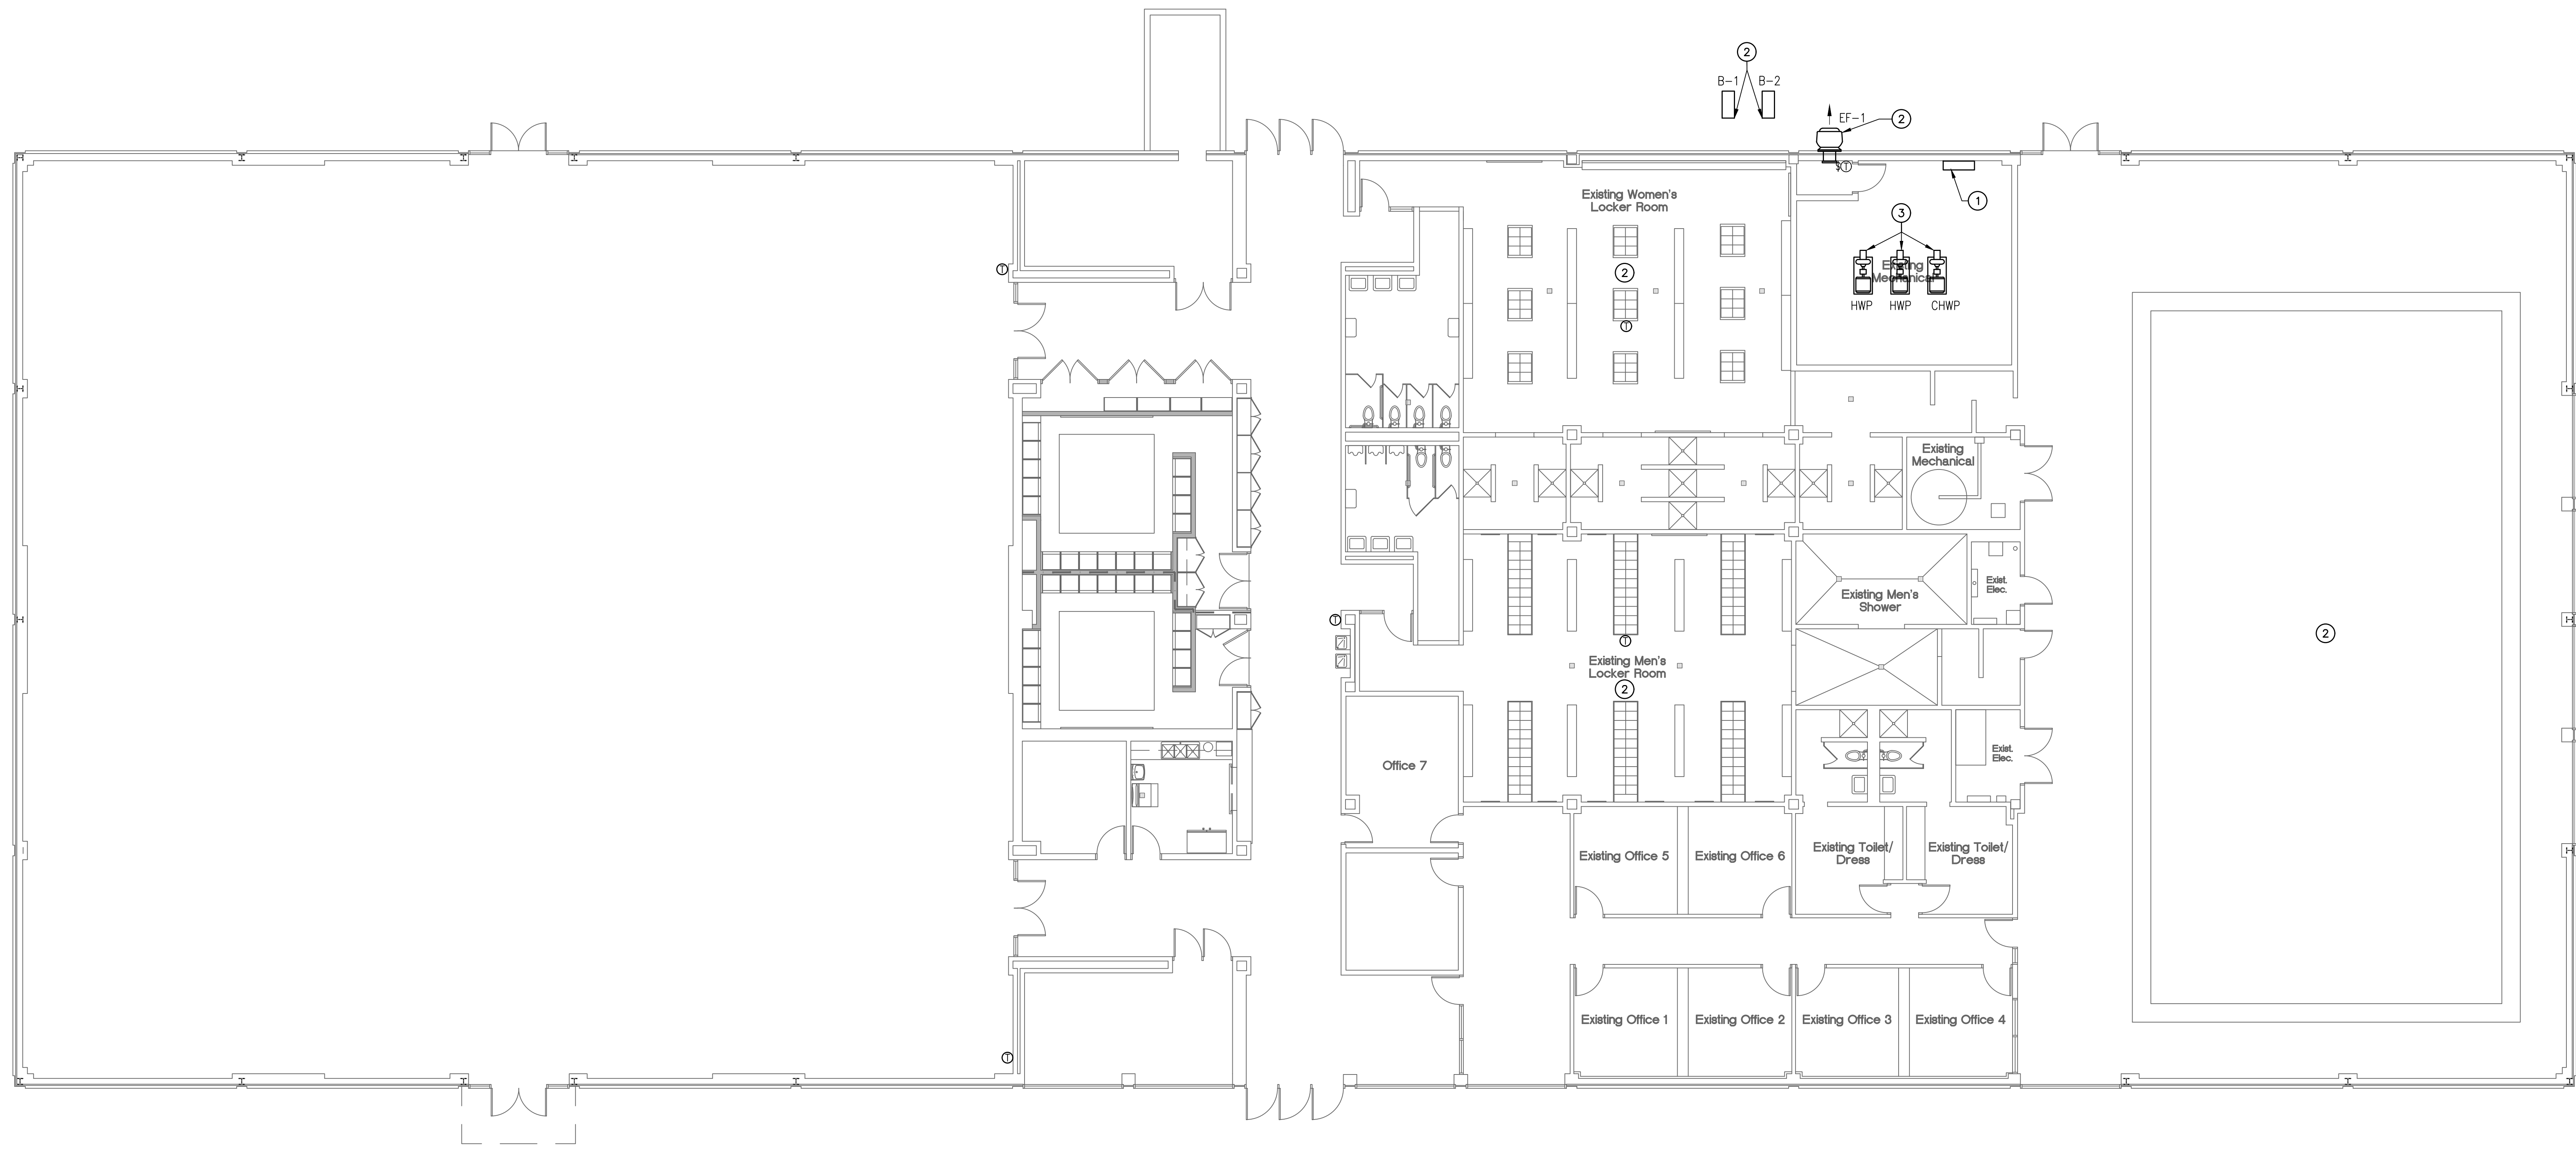 2
B-1 B-2
EF-1
2
$ T
1
Existing Women's
Locker Room
3
T
2
Existing
Mechanical
HWP HWP CHWP
T
Existing
Mechanical
Exist.
Elec.
Existing Men's
Shower
T
T
2
Existing Men's
Locker Room
2
Exist.
Elec.
Office 7
Existing Office 5
Existing Office 6
Existing Toilet/
Dress
Existing Toilet/
Dress
Existing Office 1
Existing Office 2
Existing Office 3
Existing Office 4
T